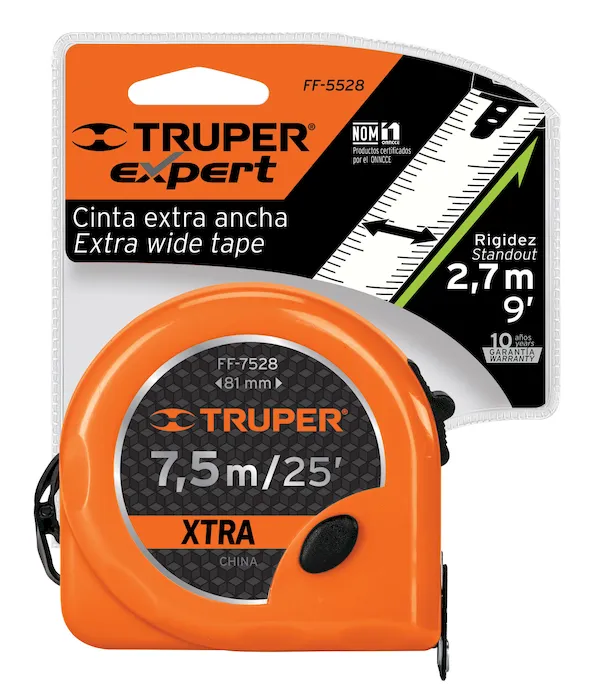 FF-5528
TRUPER®
expert
NOM
ONNCCE
Productos certificados
por el ONNCCE
Cinta extra ancha
Extra wide tape
Rigidez
Standout
2,7 m
9’
10 años
years
GARANTÍA
WARRANTY
FF-7528
81 mm
TRUPER®
7,5 m/25’
XTRA
CHINA